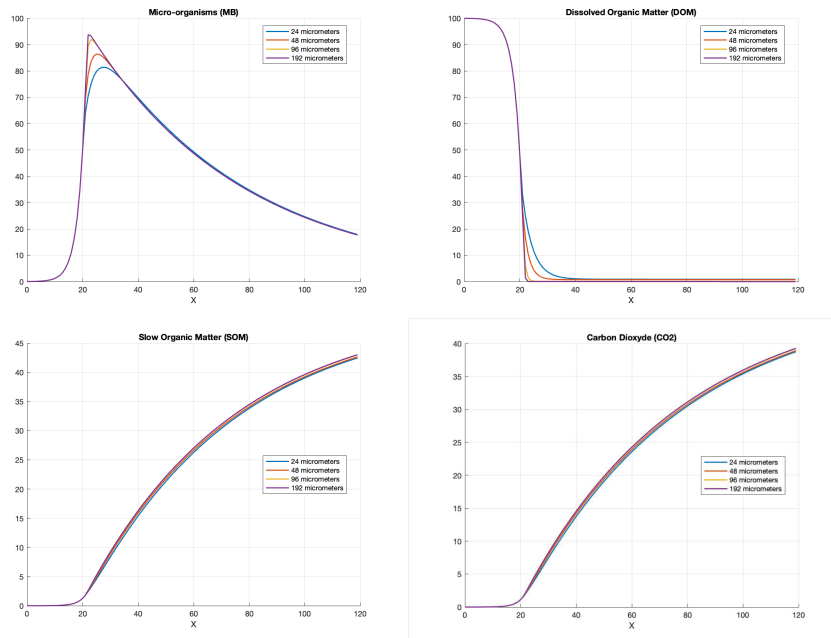 Micro-organisms (MB)
100
90
80
70
60
50
40
30
20
10
0
0 20 40 60 80 100 120
X
24 micrometers
48 micrometers
96 micrometers
192 micrometers
Dissolved Organic Matter (DOM)
100
90
80
70
60
50
40
30
20
10
0
0 20 40 60 80 100 120
X
24 micrometers
48 micrometers
96 micrometers
192 micrometers
Slow Organic Matter (SOM)
45
40
35
30
25
20
15
10
5
0
0 20 40 60 80 100 120
X
24 micrometers
48 micrometers
96 micrometers
192 micrometers
Carbon Dioxyde (CO2)
40
35
30
25
20
15
10
5
0
0 20 40 60 80 100 120
X
24 micrometers
48 micrometers
96 micrometers
192 micrometers